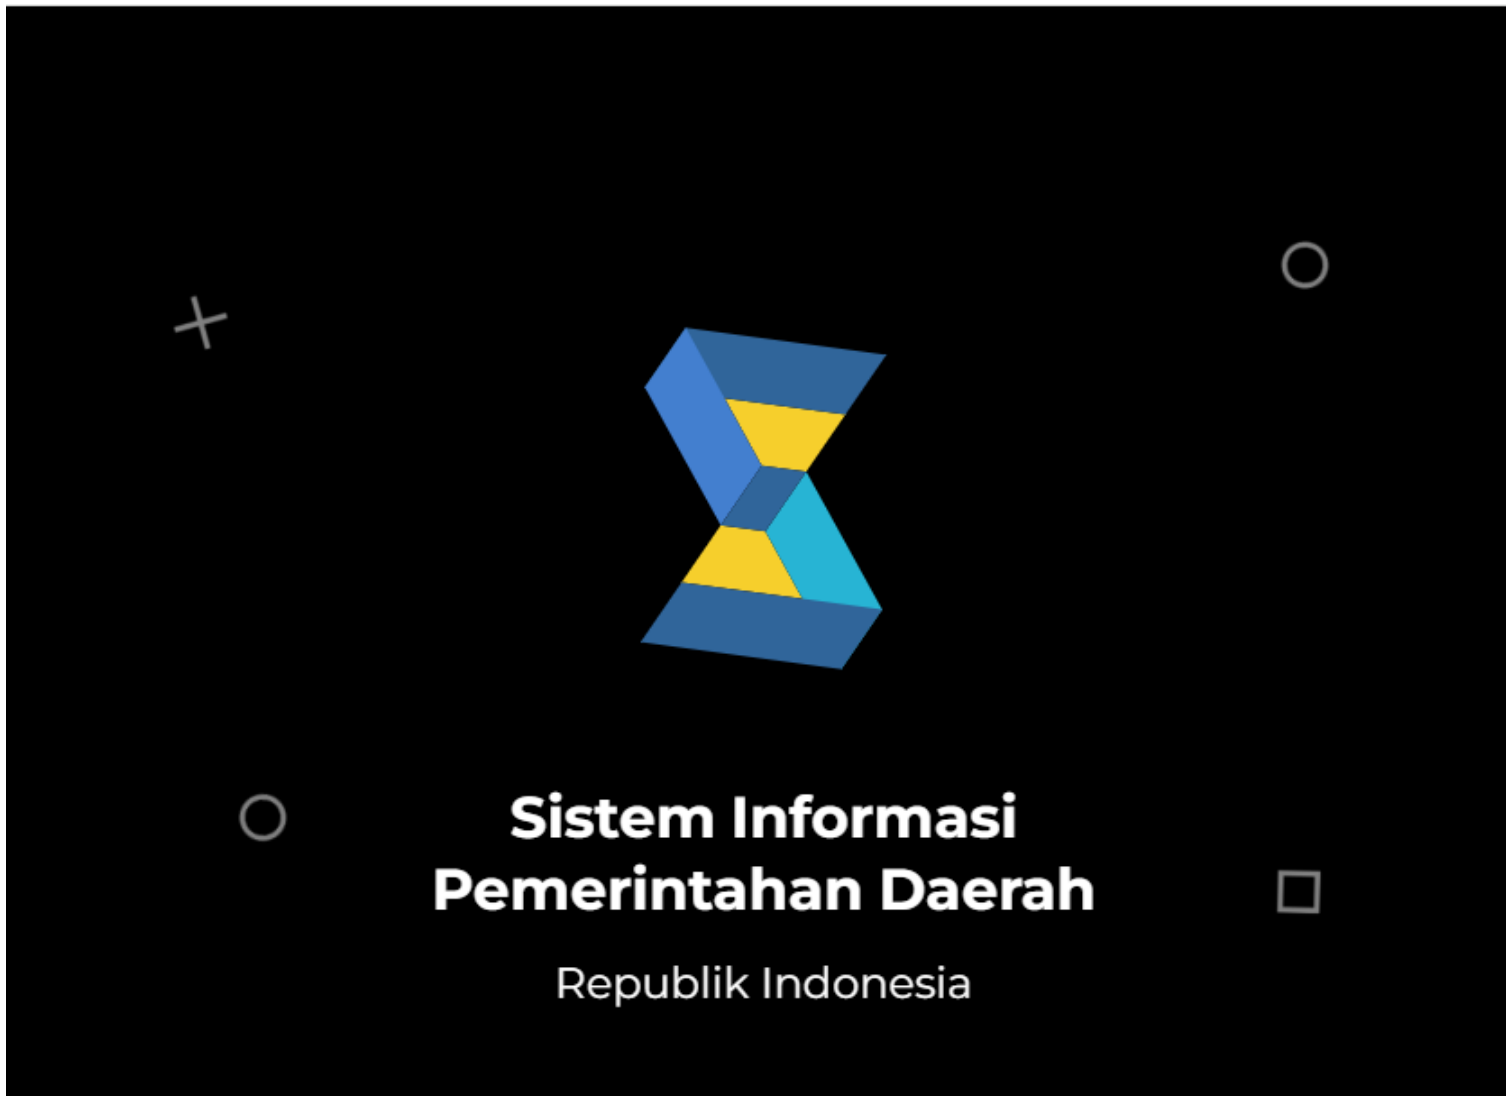 Sistem Informasi
Pemerintahan Daerah
Republik Indonesia